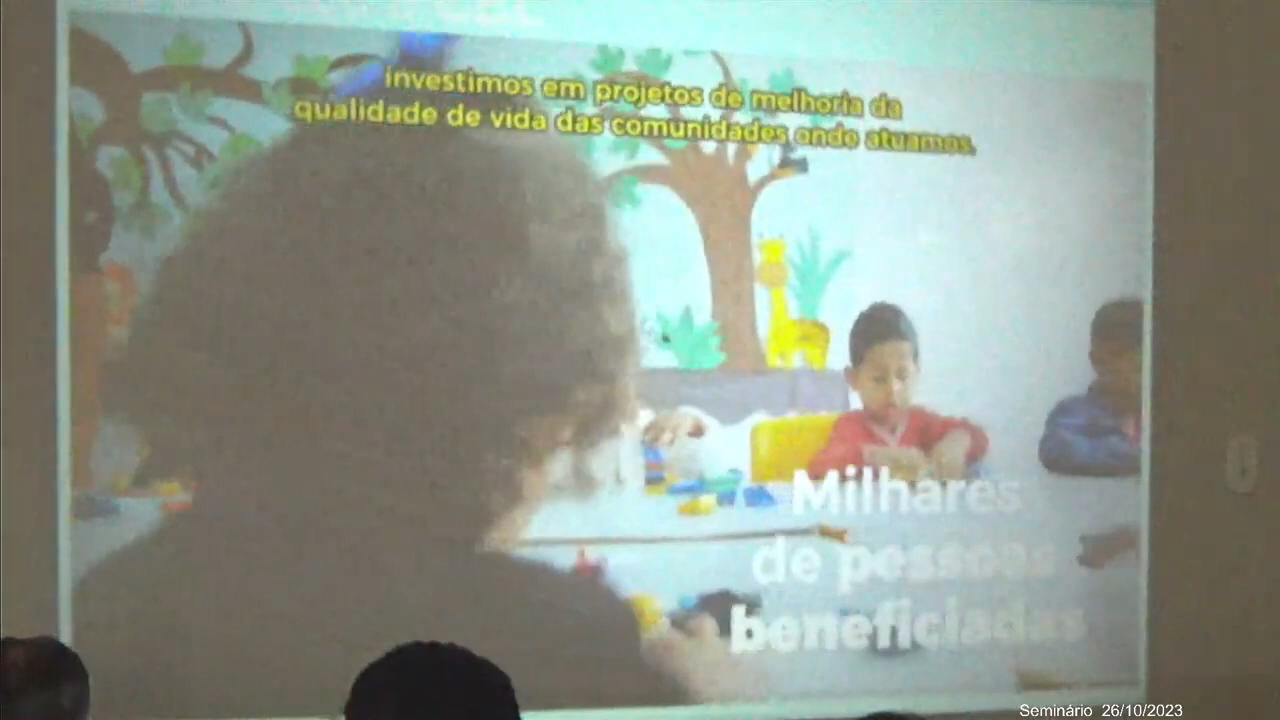 Investimos em projetos de melhoria da
qualidade de vida das comunidades onde atuamos.
Milhares
de pessoas
beneficiadas
Seminário 26/10/2023